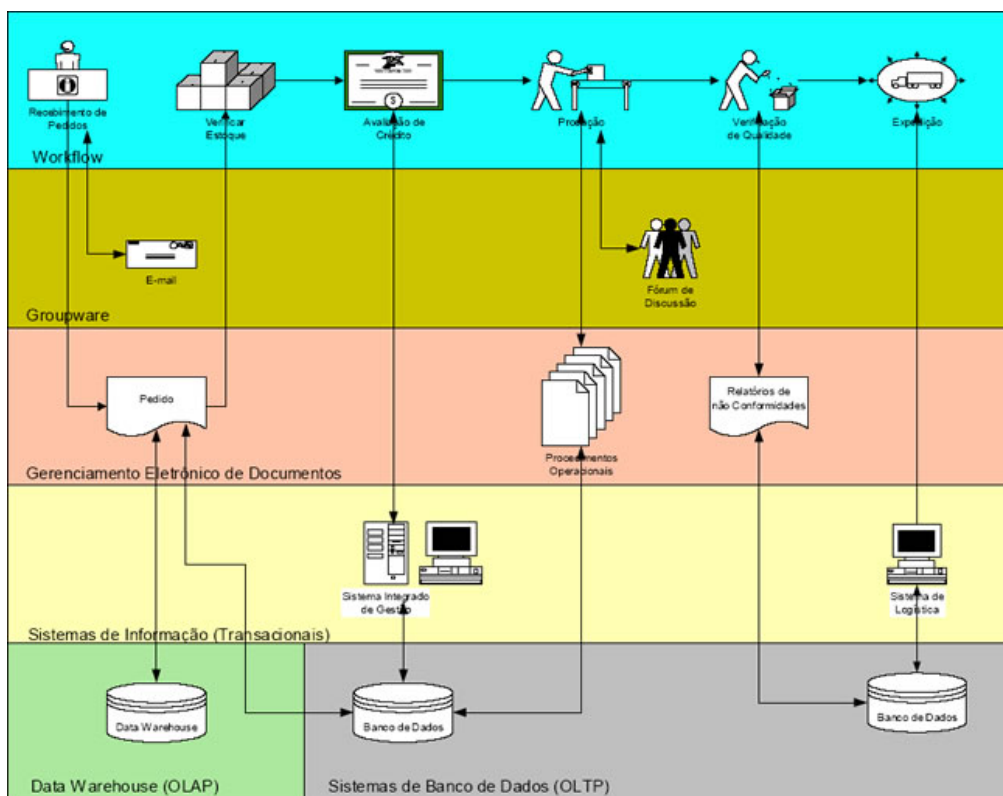 Recebimento de
Pedidos
Verificar
Estoque
Avaliação de
Crédito
Produção
Verificação
de Qualidade
Expedição
Workflow
E-mail
Fórum de
Discussão
Groupware
Pedido
Procedimentos
Operacionais
Relatórios de
não Conformidades
Gerenciamento Eletrônico de Documentos
Sistema Integrado
de Gestão
Sistema de
Logística
Sistemas de Informação (Transacionais)
Data Warehouse
Banco de Dados
Banco de Dados
Data Warehouse (OLAP)
Sistemas de Banco de Dados (OLTP)